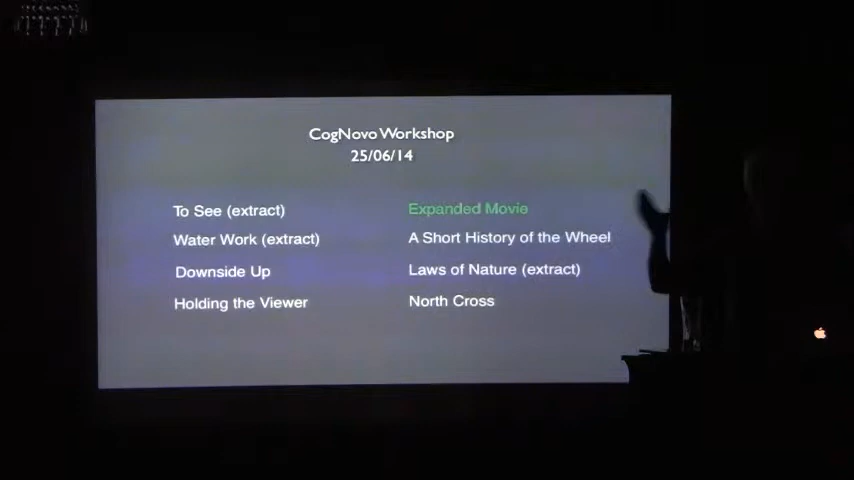 CogNovo Workshop
25/06/14
To See (extract)
Water Work (extract)
Downside Up
Holding the Viewer
Expanded Movie
A Short History of the Wheel
Laws of Nature (extract)
North Cross